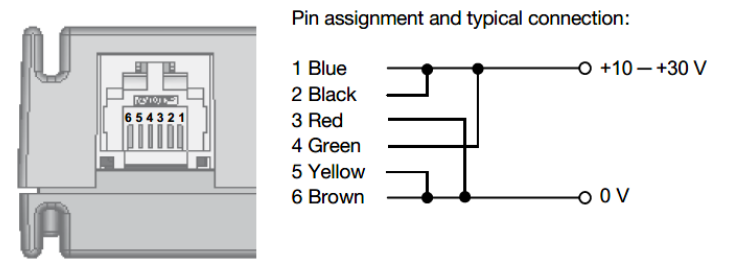 Pin assignment and typical connection:
1 Blue
+10 — +30 V
2 Black
3 Red
6 5 4 3 2 1
4 Green
5 Yellow
6 Brown
0 V